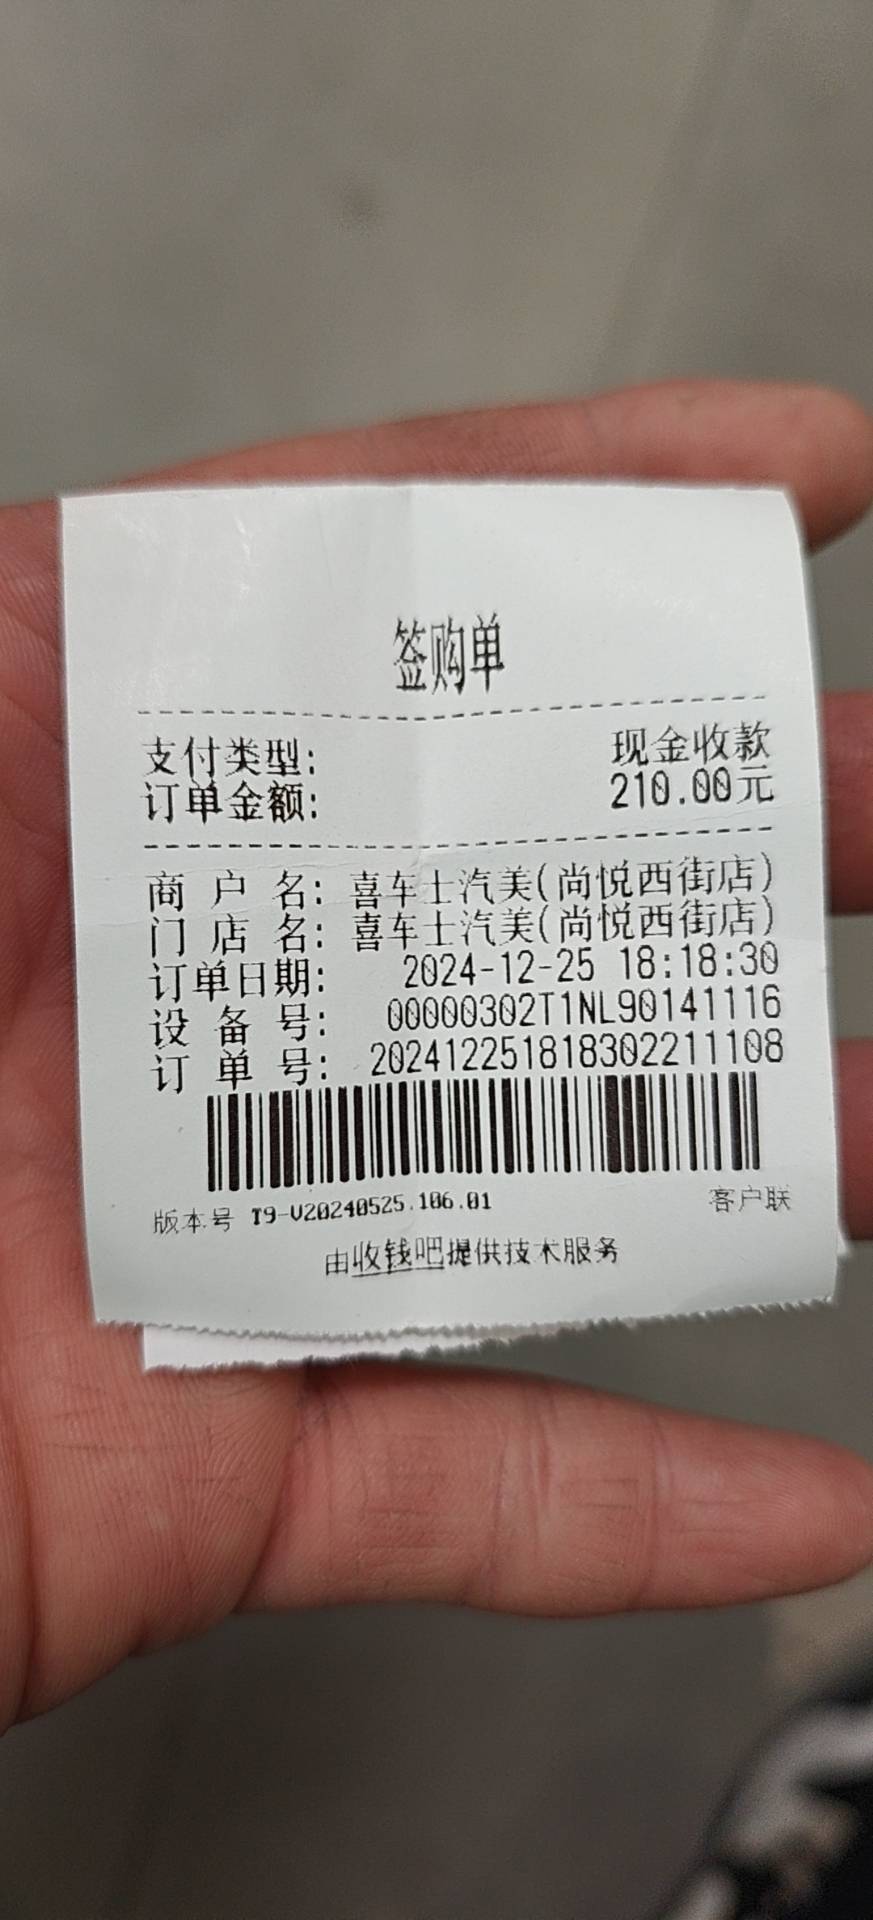 签购单
支付类型: 现金收款
订单金额: 210.00元
商户名: 喜车士汽美(尚悦西街店)
门店名: 喜车士汽美(尚悦西街店)
订单日期: 2024-12-25 18:18:30
设备号: 00000302T1NL90141116
订单号: 20241225181818302211108
版本号 T9-V20240525.106.01 客户联
由收钱吧提供技术服务